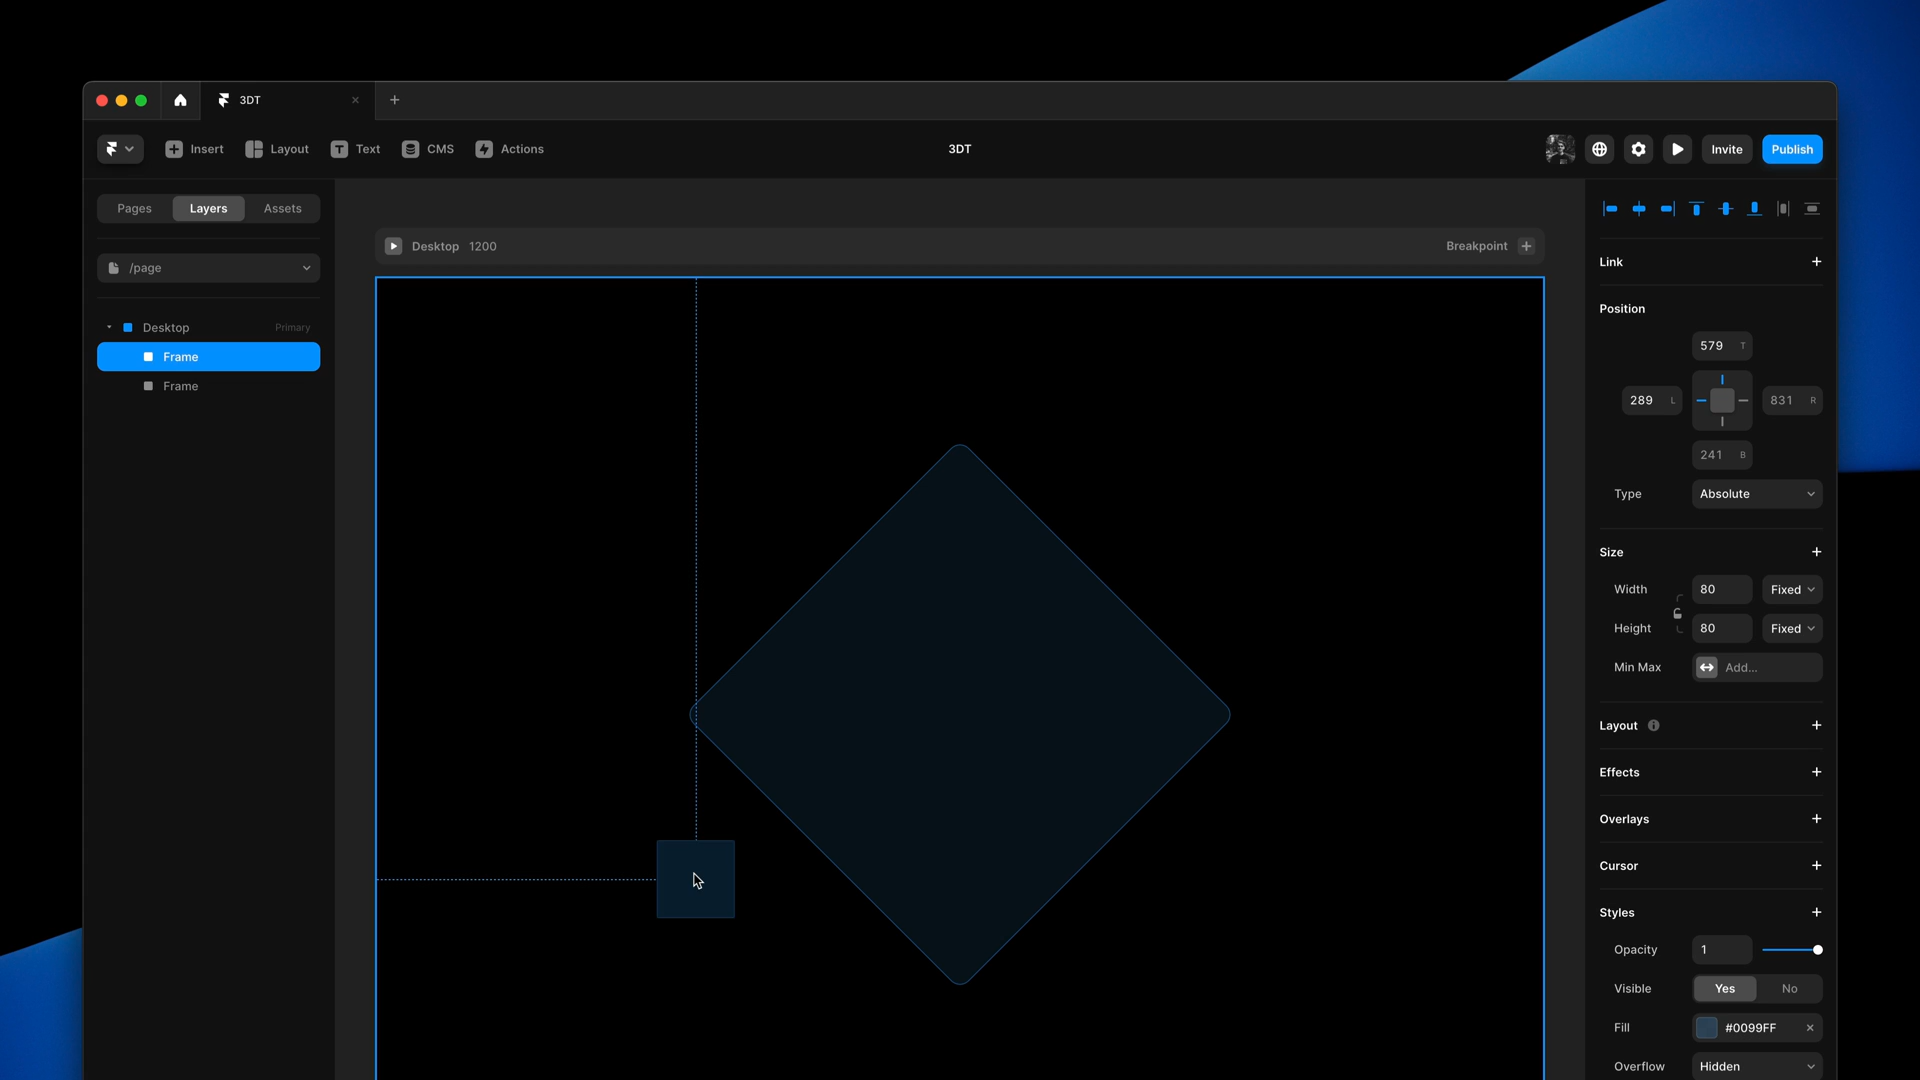 3DT
Insert
Layout
Text
CMS
Actions
3DT
Invite
Publish
Pages
Layers
Assets
/page
Desktop
Primary
Frame
Frame
Desktop 1200
Breakpoint
Link
Position
579 T
289 L
831 R
241 B
Type
Absolute
Size
Width
80
Fixed
Height
80
Fixed
Min Max
Add...
Layout
Effects
Overlays
Cursor
Styles
Opacity
1
Visible
Yes
No
Fill
#0099FF
Overflow
Hidden